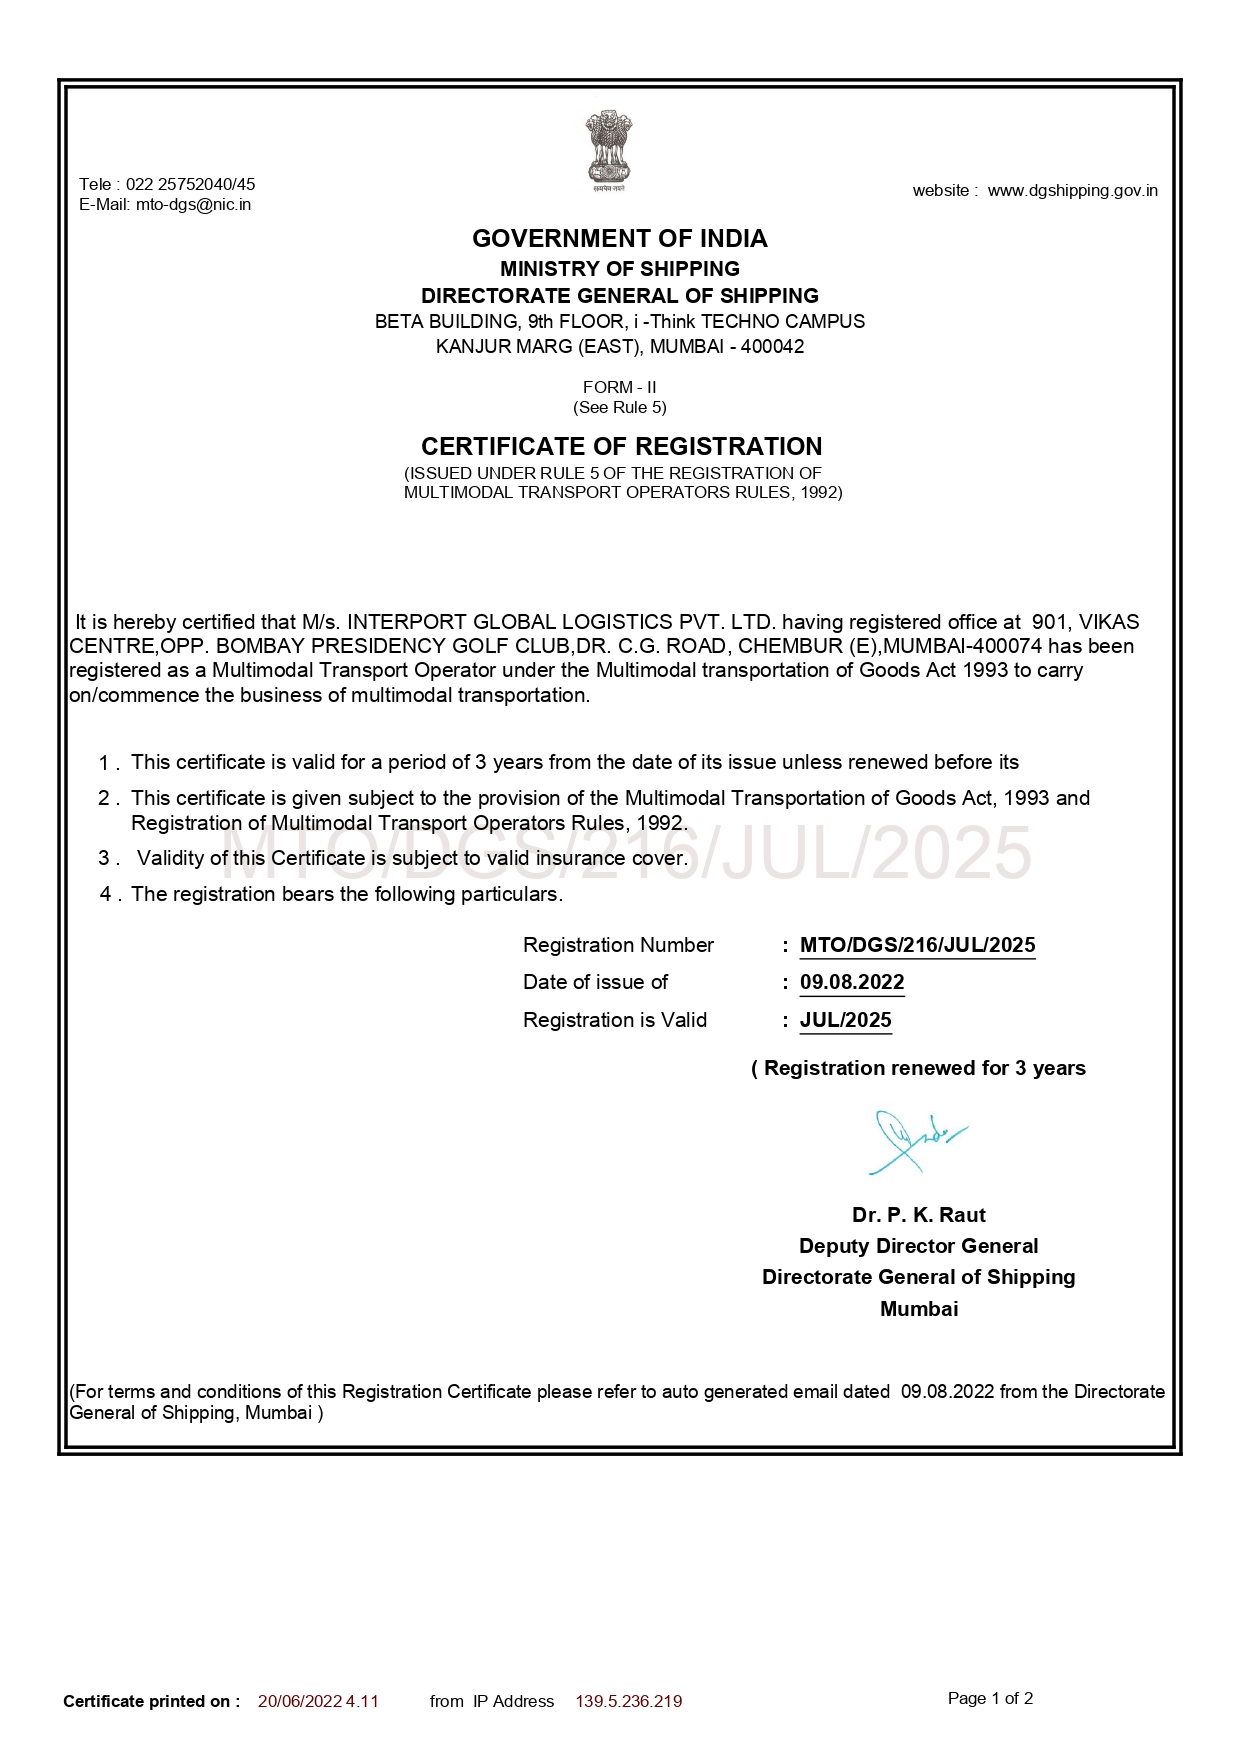 सत्यमेव जयते
Tele : 022 25752040/45
E-Mail: mto-dgs@nic.in
website :  www.dgshipping.gov.in
GOVERNMENT OF INDIA
MINISTRY OF SHIPPING
DIRECTORATE GENERAL OF SHIPPING
BETA BUILDING, 9th FLOOR, i -Think TECHNO CAMPUS
KANJUR MARG (EAST), MUMBAI - 400042
FORM - II
(See Rule 5)
CERTIFICATE OF REGISTRATION
(ISSUED UNDER RULE 5 OF THE REGISTRATION OF
MULTIMODAL TRANSPORT OPERATORS RULES, 1992)
It is hereby certified that M/s. INTERPORT GLOBAL LOGISTICS PVT. LTD. having registered office at  901, VIKAS
CENTRE,OPP. BOMBAY PRESIDENCY GOLF CLUB,DR. C.G. ROAD, CHEMBUR (E),MUMBAI-400074 has been
registered as a Multimodal Transport Operator under the Multimodal transportation of Goods Act 1993 to carry
on/commence the business of multimodal transportation.
1 .  This certificate is valid for a period of 3 years from the date of its issue unless renewed before its
2 .  This certificate is given subject to the provision of the Multimodal Transportation of Goods Act, 1993 and
Registration of Multimodal Transport Operators Rules, 1992.
MTO/DGS/216/JUL/2025
3 .  Validity of this Certificate is subject to valid insurance cover.
4 .  The registration bears the following particulars.
Registration Number : MTO/DGS/216/JUL/2025
Date of issue of : 09.08.2022
Registration is Valid : JUL/2025
( Registration renewed for 3 years
Dr. P. K. Raut
Deputy Director General
Directorate General of Shipping
Mumbai
(For terms and conditions of this Registration Certificate please refer to auto generated email dated  09.08.2022 from the Directorate
General of Shipping, Mumbai )
Certificate printed on : 20/06/2022 4.11 from  IP Address 139.5.236.219 Page 1 of 2